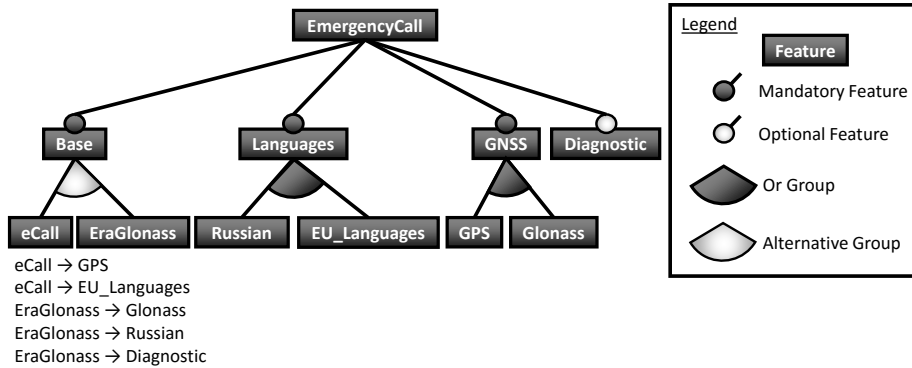 EmergencyCall
Legend
Feature
Mandatory Feature
Optional Feature
Or Group
Alternative Group
Base
Languages
GNSS
Diagnostic
eCall
EraGlonass
Russian
EU_Languages
GPS
Glonass
eCall → GPS
eCall → EU_Languages
EraGlonass → Glonass
EraGlonass → Russian
EraGlonass → Diagnostic